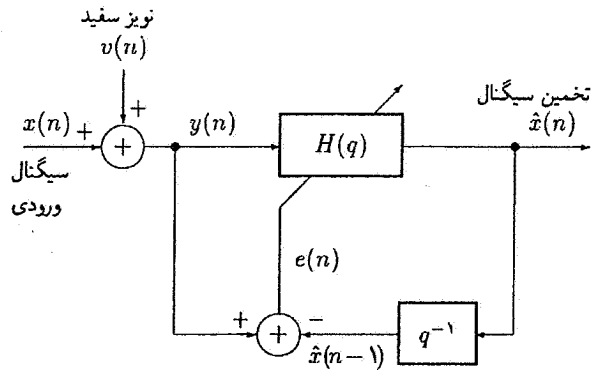 نویز سفید
v(n)
+
x(n) +
+
y(n)
H(q)
تخمین سیگنال
x̂(n)
سیگنال
ورودی
e(n)
+
+
−
x̂(n−۱)
q⁻¹